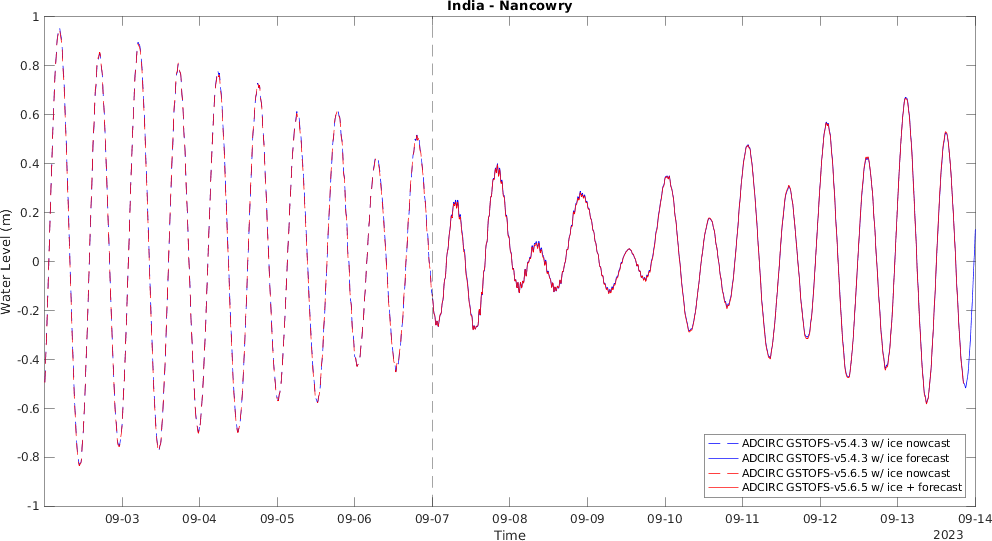 India - Nancowry
Water Level (m)
1
0.8
0.6
0.4
0.2
0
-0.2
-0.4
-0.6
-0.8
-1
ADCIRC GSTOFS-v5.4.3 w/ ice nowcast
ADCIRC GSTOFS-v5.4.3 w/ ice forecast
ADCIRC GSTOFS-v5.6.5 w/ ice nowcast
ADCIRC GSTOFS-v5.6.5 w/ ice + forecast
09-03 09-04 09-05 09-06 09-07 09-08 09-09 09-10 09-11 09-12 09-13 09-14
Time 2023